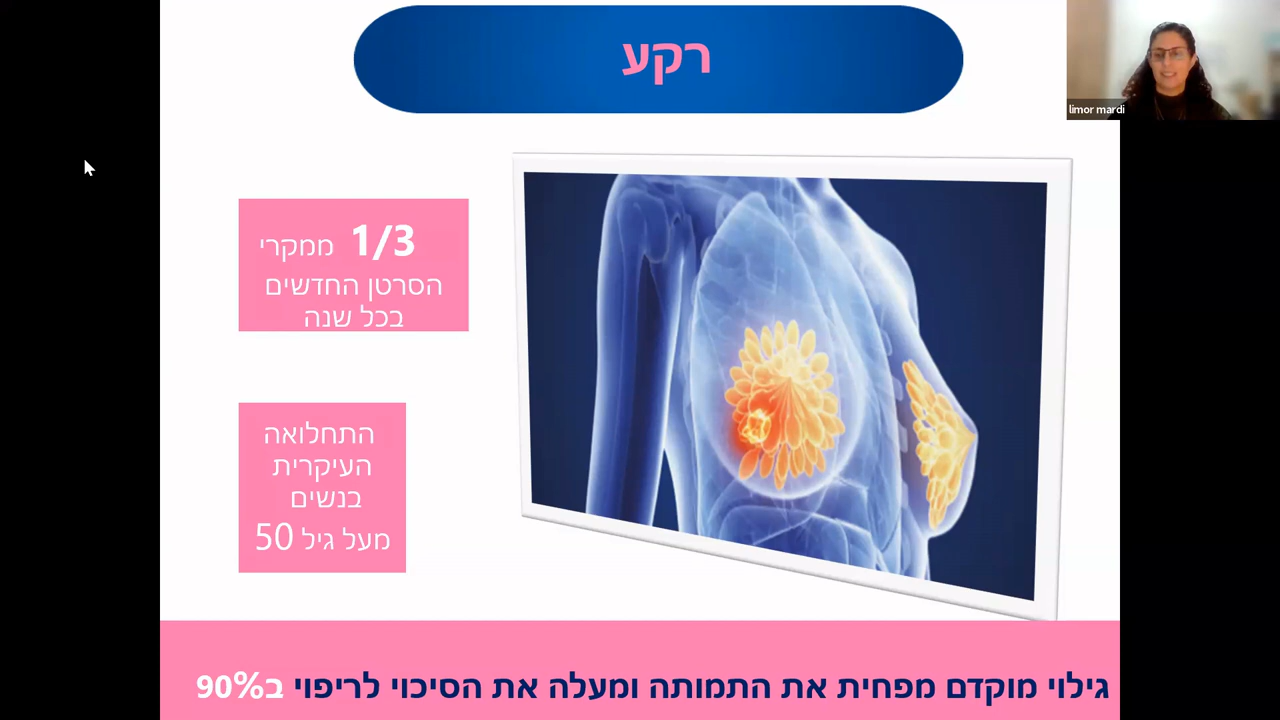 רקע
limor mardi
1/3 ממקרי
הסרטן החדשים
בכל שנה
התחלואה
העיקרית
בנשים
מעל גיל 50
גילוי מוקדם מפחית את התמותה ומעלה את הסיכוי לריפוי ב90%